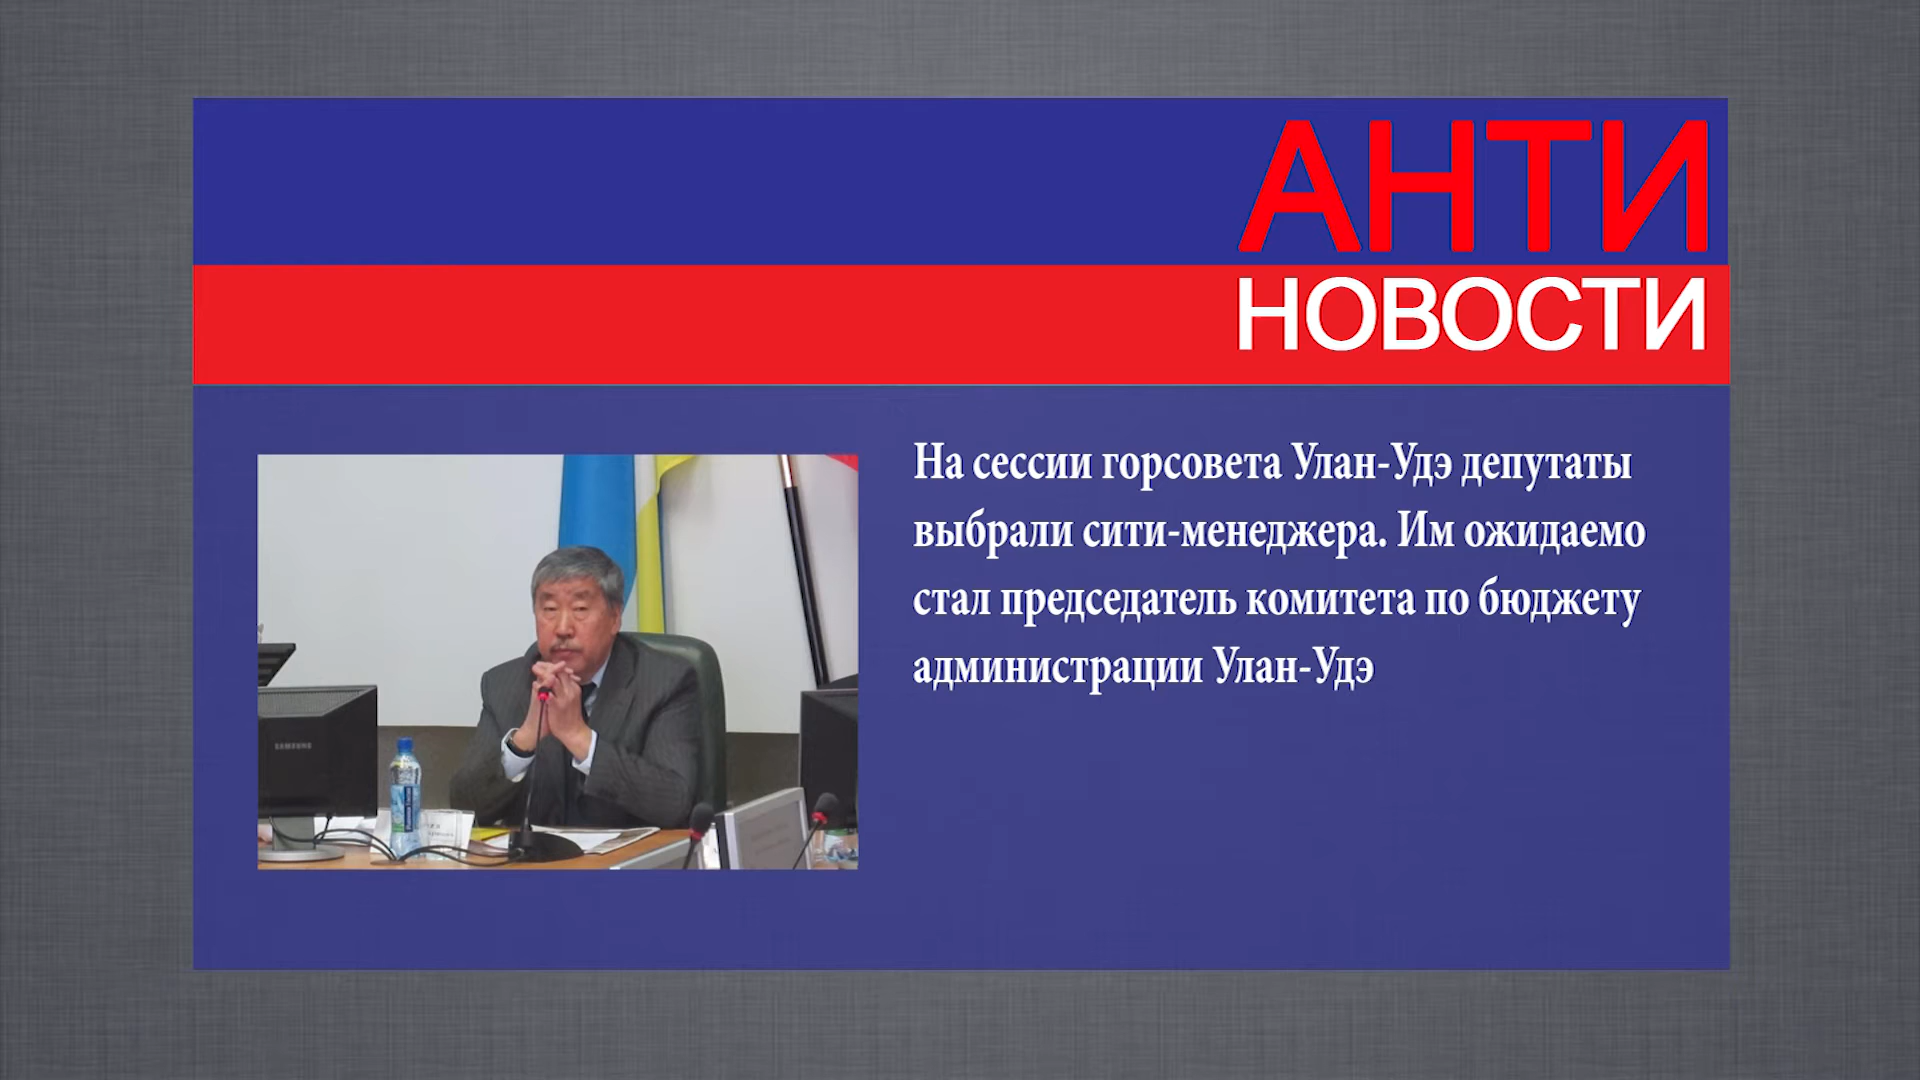 АНТИ
НОВОСТИ
На сессии горсовета Улан-Удэ депутаты
выбрали сити-менеджера. Им ожидаемо
стал председатель комитета по бюджету
администрации Улан-Удэ
SAMSUNG